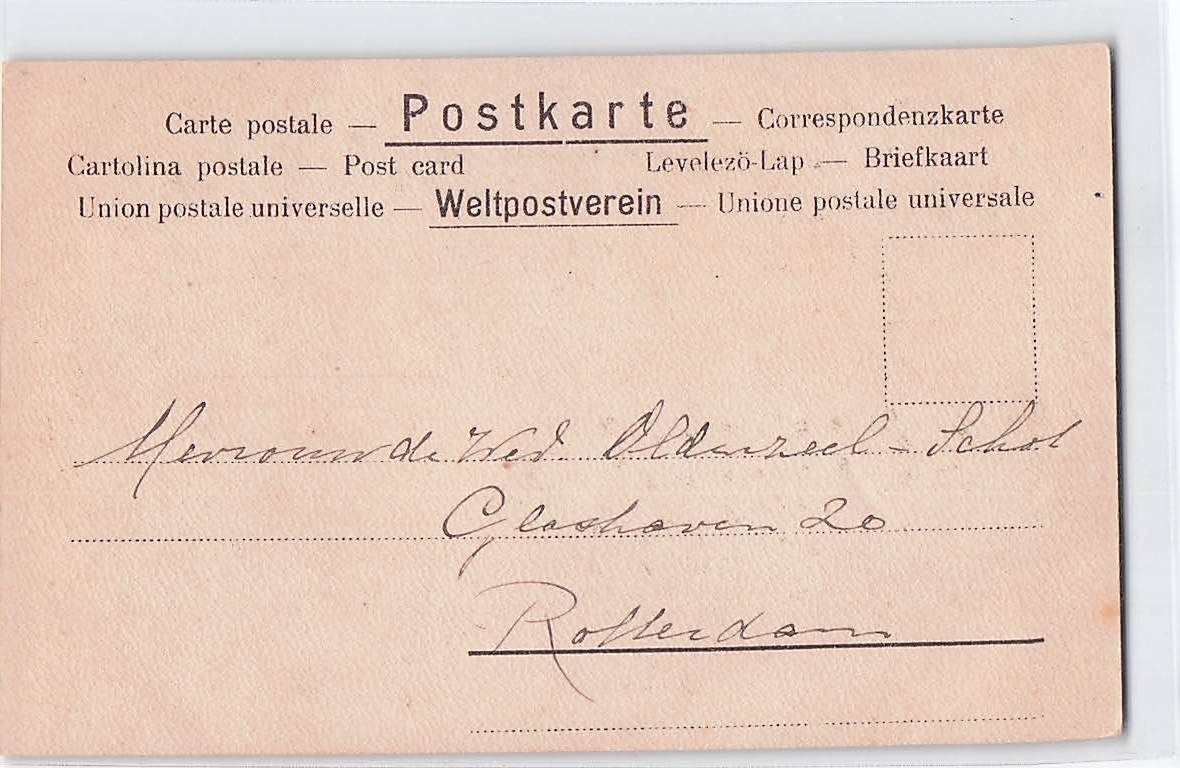 Carte postale — Postkarte — Correspondenzkarte
Cartolina postale — Post card Levelezö-Lap — Briefkaart
Union postale universelle — Weltpostverein — Unione postale universale
Mevrouw de Wed. Oldenzeel - Schot
Glashaven 20
Rotterdam